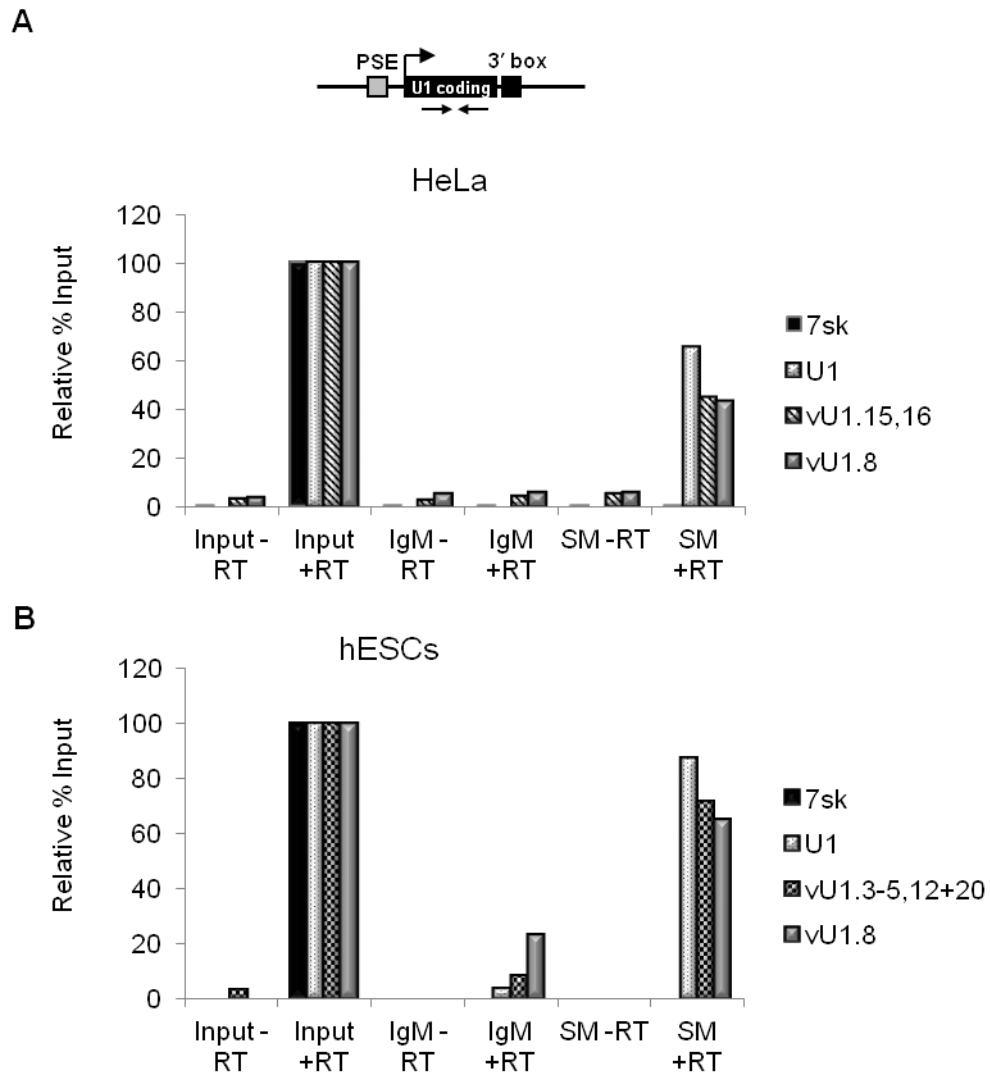 A
PSE
3′ box
U1 coding
HeLa
Relative % Input
120
100
80
60
40
20
0
Input -
RT
Input
+RT
IgM -
RT
IgM
+RT
SM -RT
SM
+RT
7sk
U1
vU1.15,16
vU1.8
B
hESCs
Relative % Input
120
100
80
60
40
20
0
Input -
RT
Input
+RT
IgM -
RT
IgM
+RT
SM -RT
SM
+RT
7sk
U1
vU1.3-5,12+20
vU1.8